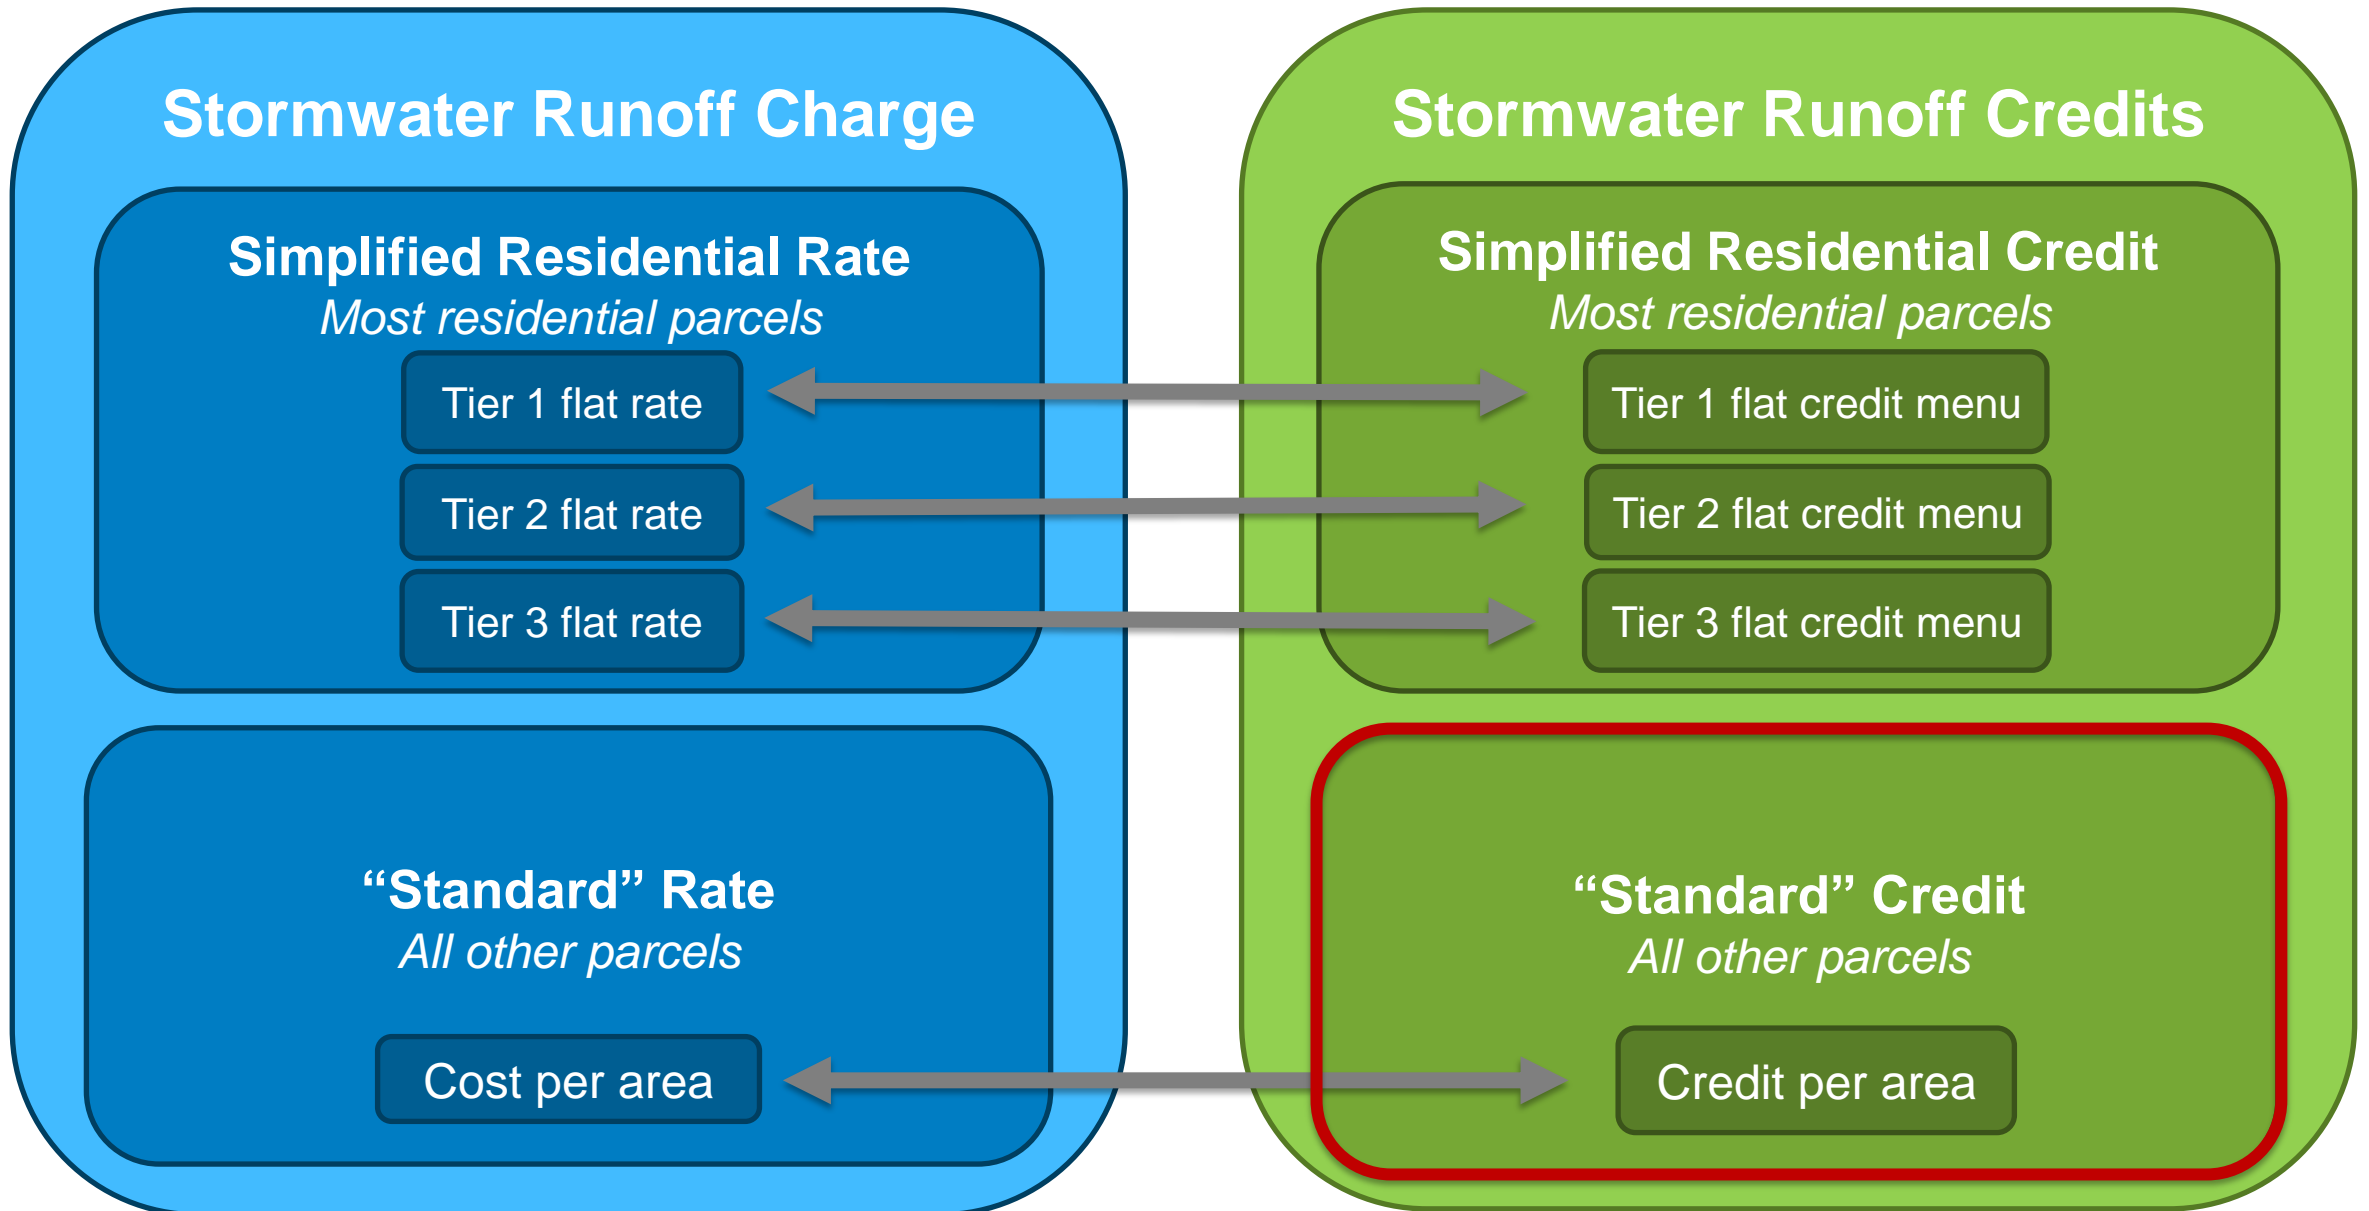 Stormwater Runoff Charge
Simplified Residential Rate
Most residential parcels
Tier 1 flat rate
Tier 2 flat rate
Tier 3 flat rate
“Standard” Rate
All other parcels
Cost per area
Stormwater Runoff Credits
Simplified Residential Credit
Most residential parcels
Tier 1 flat credit menu
Tier 2 flat credit menu
Tier 3 flat credit menu
“Standard” Credit
All other parcels
Credit per area